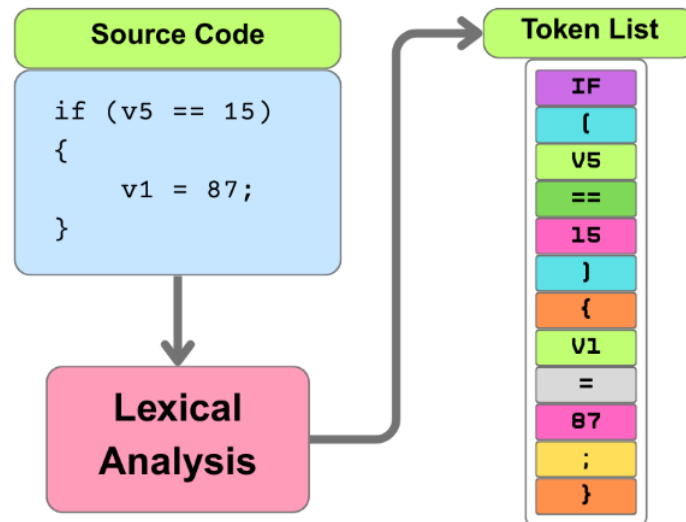 Source Code
if (v5 == 15)
{
    v1 = 87;
}
Lexical
Analysis
Token List
IF
(
V5
==
15
)
{
V1
=
87
;
}